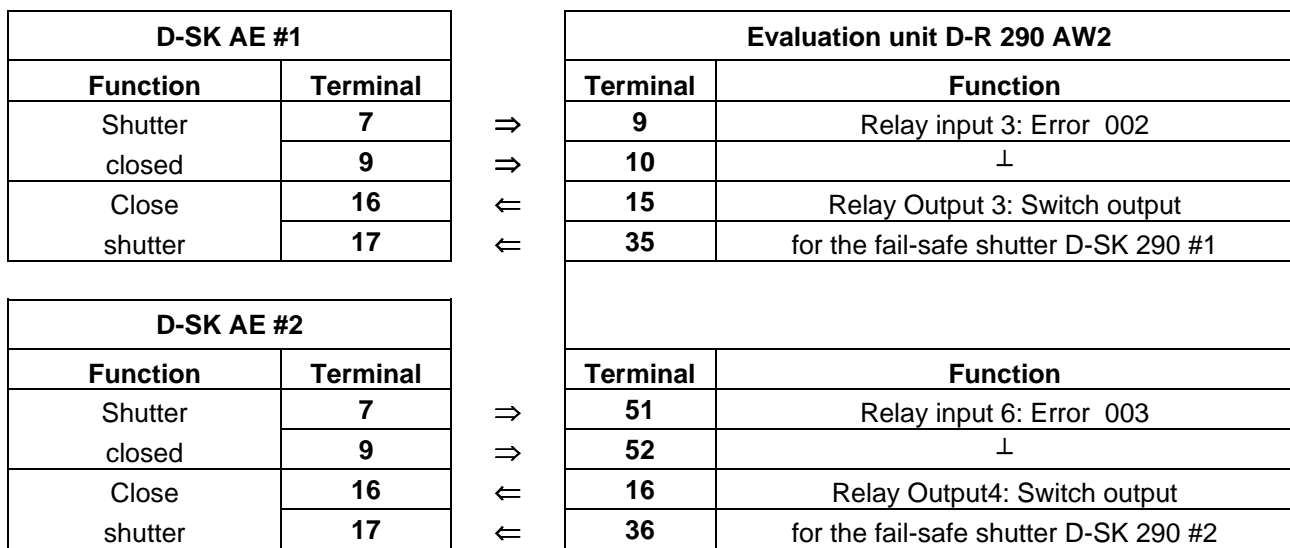 D-SK AE #1 Evaluation unit D-R 290 AW2
Function Terminal Terminal Function
Shutter 7 ⇒ 9 Relay input 3: Error 002
closed 9 ⇒ 10 ⊥
Close 16 ⇐ 15 Relay Output 3: Switch output
shutter 17 ⇐ 35 for the fail-safe shutter D-SK 290 #1
D-SK AE #2
Function Terminal Terminal Function
Shutter 7 ⇒ 51 Relay input 6: Error 003
closed 9 ⇒ 52 ⊥
Close 16 ⇐ 16 Relay Output4: Switch output
shutter 17 ⇐ 36 for the fail-safe shutter D-SK 290 #2